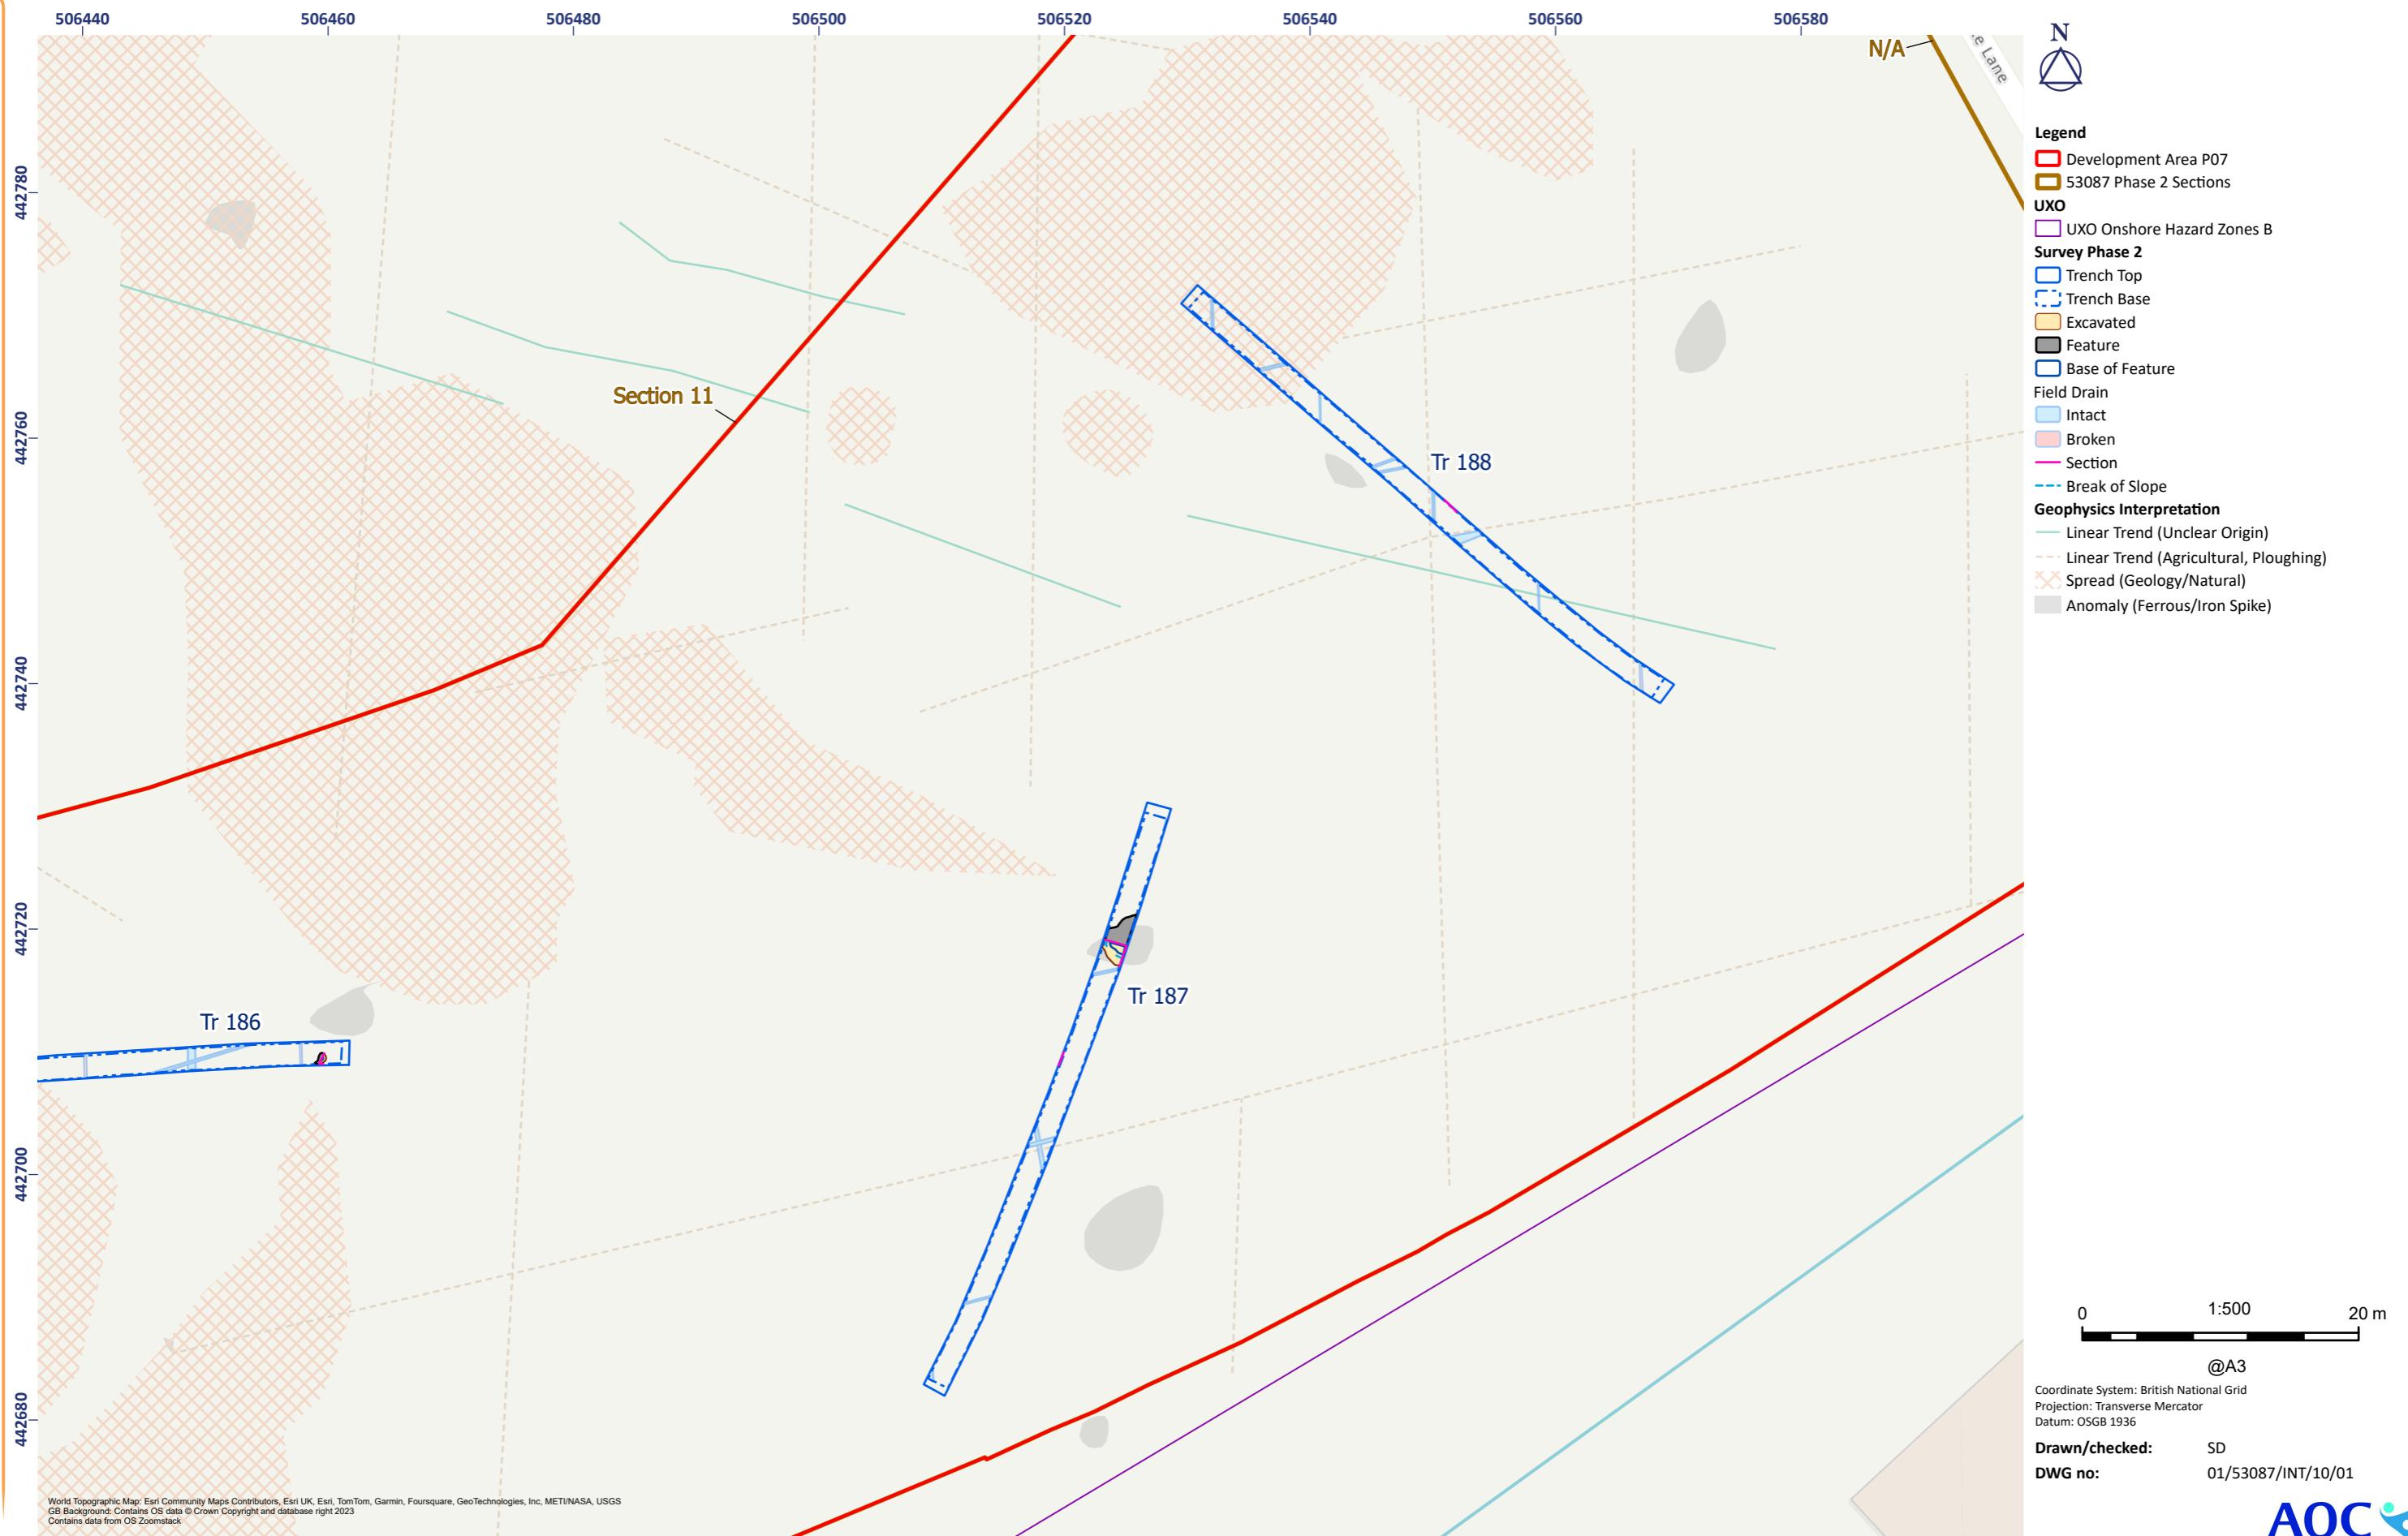 506440 506460 506480 506500 506520 506540 506560 506580
442780
442760
442740
442720
442700
442680
N/A
Lane
Section 11
Tr 188
Tr 187
Tr 186
N
Legend
Development Area P07
53087 Phase 2 Sections
UXO
UXO Onshore Hazard Zones B
Survey Phase 2
Trench Top
Trench Base
Excavated
Feature
Base of Feature
Field Drain
Intact
Broken
Section
Break of Slope
Geophysics Interpretation
Linear Trend (Unclear Origin)
Linear Trend (Agricultural, Ploughing)
Spread (Geology/Natural)
Anomaly (Ferrous/Iron Spike)
0 1:500 20 m
@A3
Coordinate System: British National Grid
Projection: Transverse Mercator
Datum: OSGB 1936
Drawn/checked: SD
DWG no: 01/53087/INT/10/01
AOC
World Topographic Map: Esri Community Maps Contributors, Esri UK, Esri, TomTom, Garmin, Foursquare, GeoTechnologies, Inc, METI/NASA, USGS
GB Background: Contains OS data © Crown Copyright and database right 2023
Contains data from OS Zoomstack